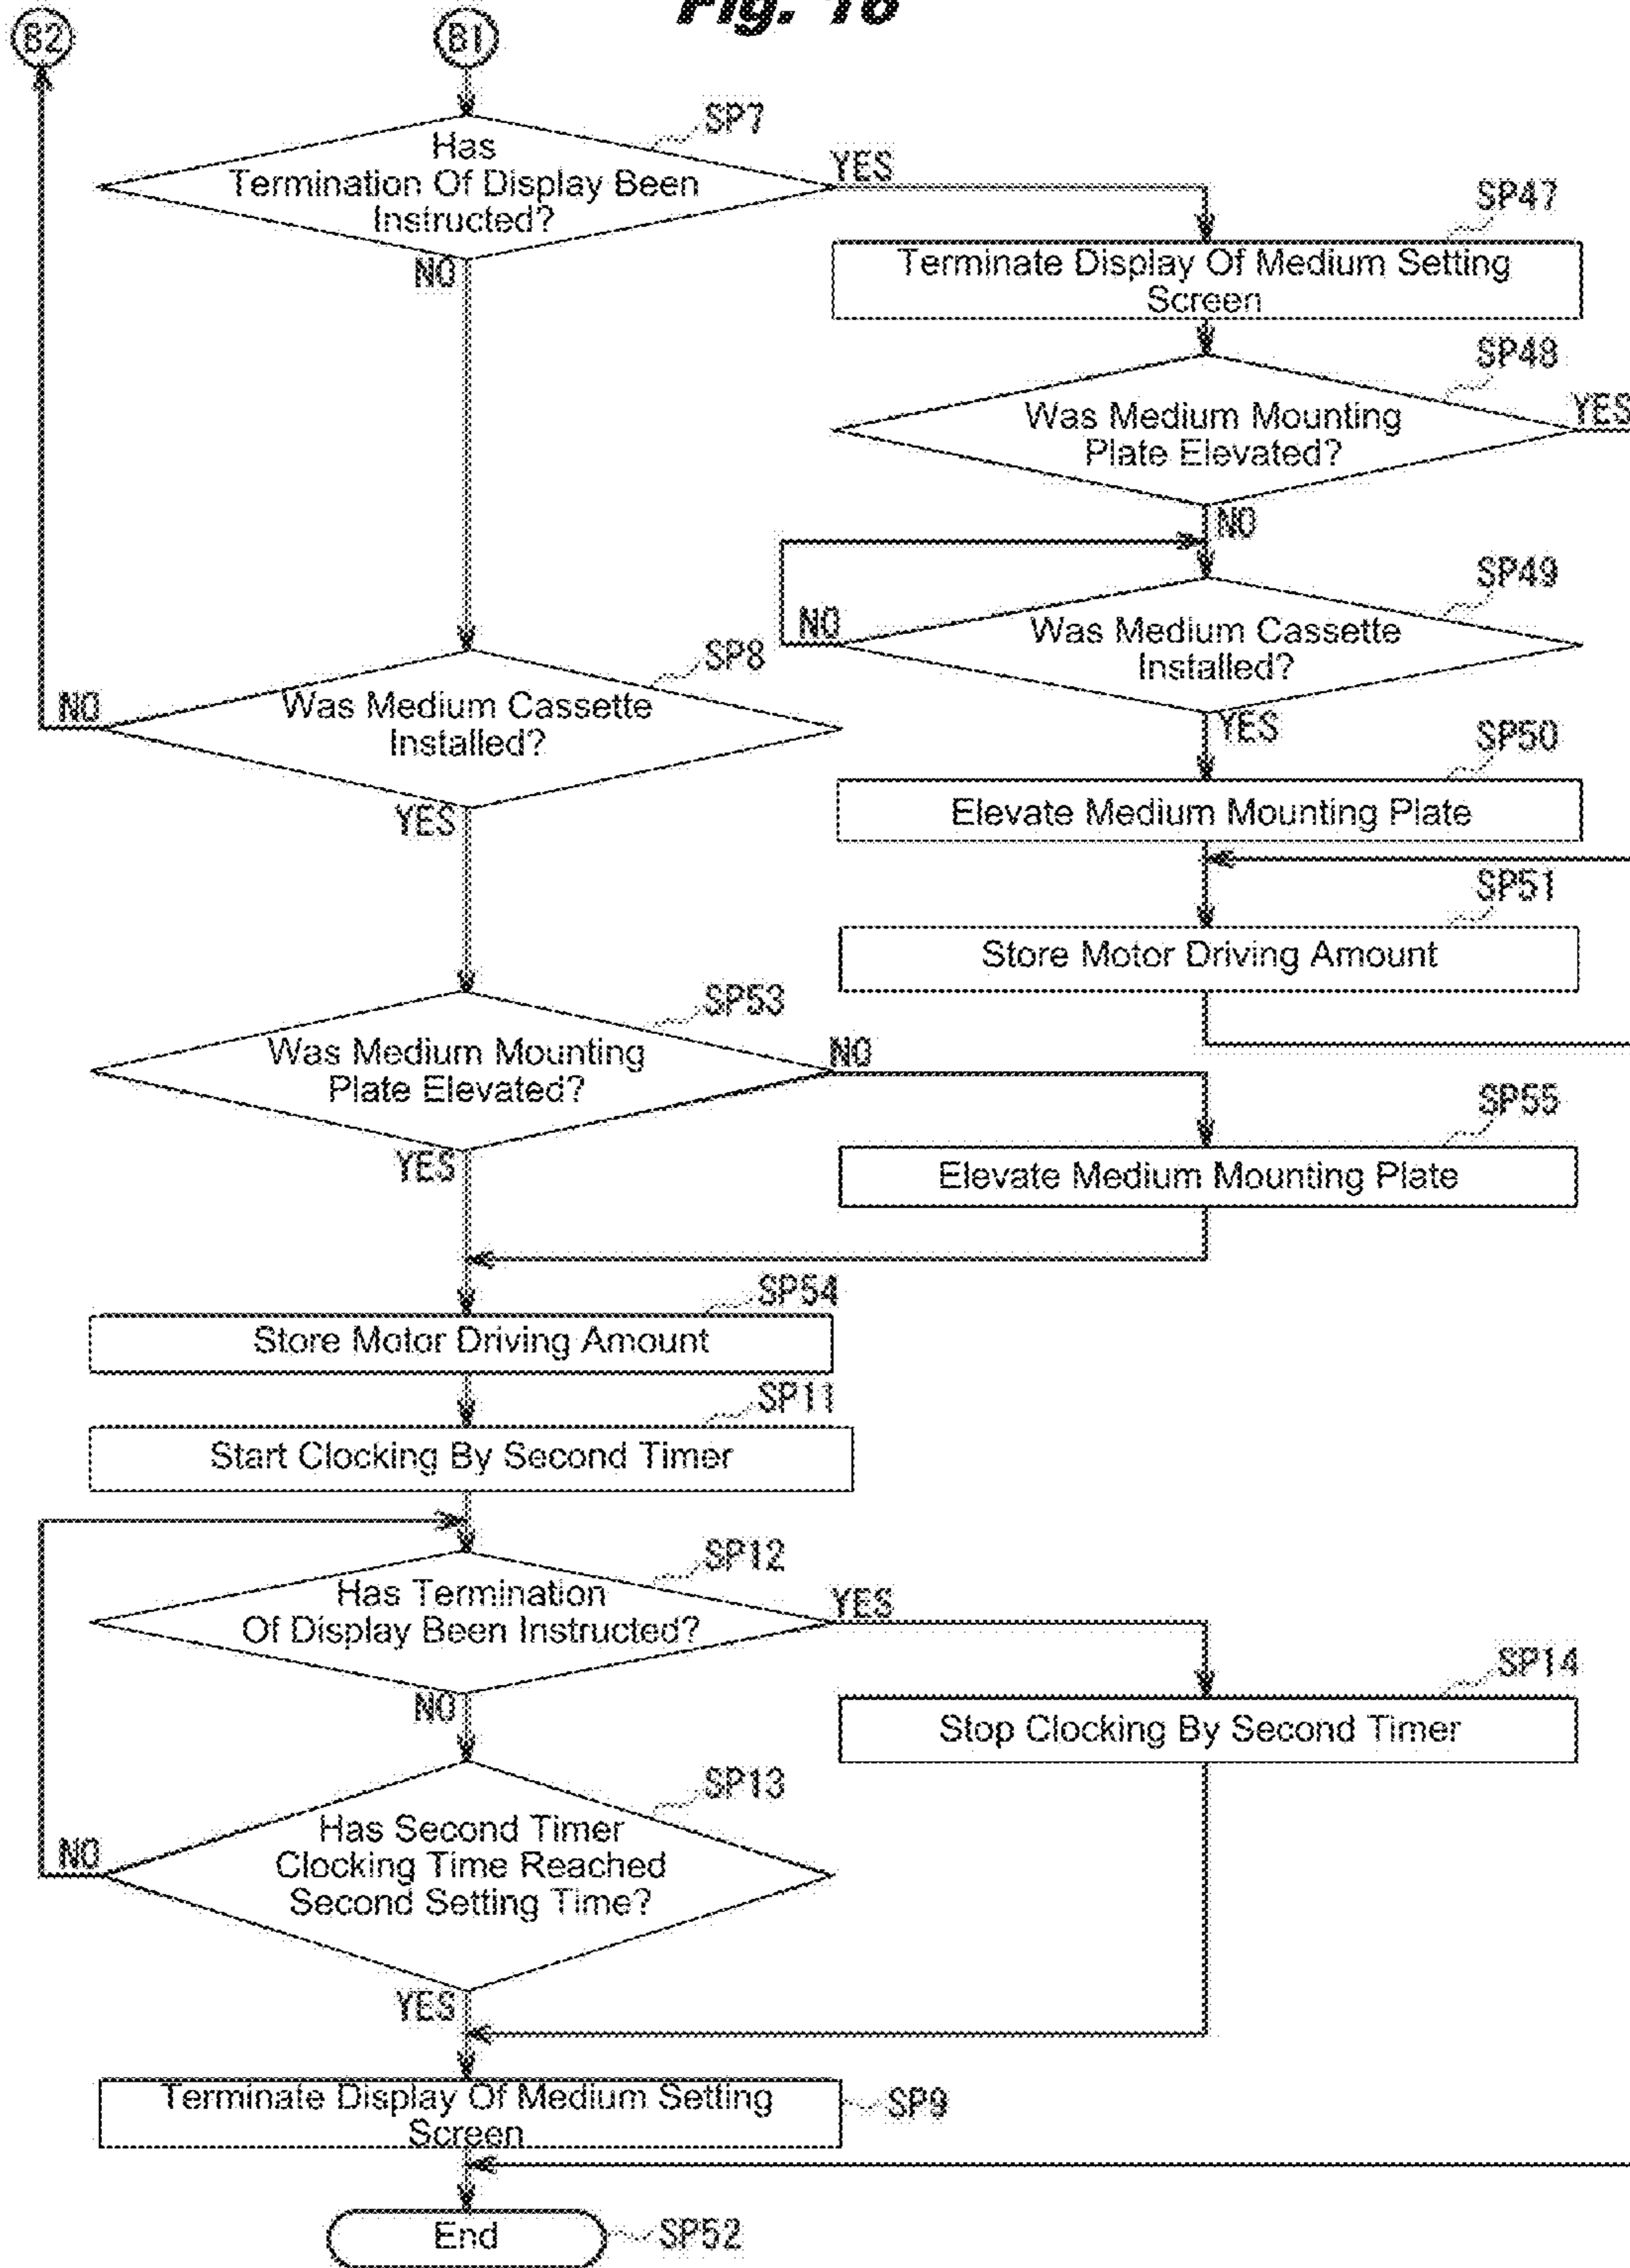 Fig. 16
B2
B1
SP7
Has
Termination Of Display Been
Instructed?
YES
NO
SP47
Terminate Display Of Medium Setting
Screen
SP48
Was Medium Mounting
Plate Elevated?
YES
NO
SP49
Was Medium Cassette
Installed?
NO
YES
SP8
Was Medium Cassette
Installed?
NO
YES
SP50
Elevate Medium Mounting Plate
SP51
Store Motor Driving Amount
SP53
Was Medium Mounting
Plate Elevated?
NO
YES
SP55
Elevate Medium Mounting Plate
SP54
Store Motor Driving Amount
SP11
Start Clocking By Second Timer
SP12
Has Termination
Of Display Been Instructed?
YES
NO
SP14
Stop Clocking By Second Timer
SP13
Has Second Timer
Clocking Time Reached
Second Setting Time?
NO
YES
Terminate Display Of Medium Setting
Screen
SP9
End
SP52